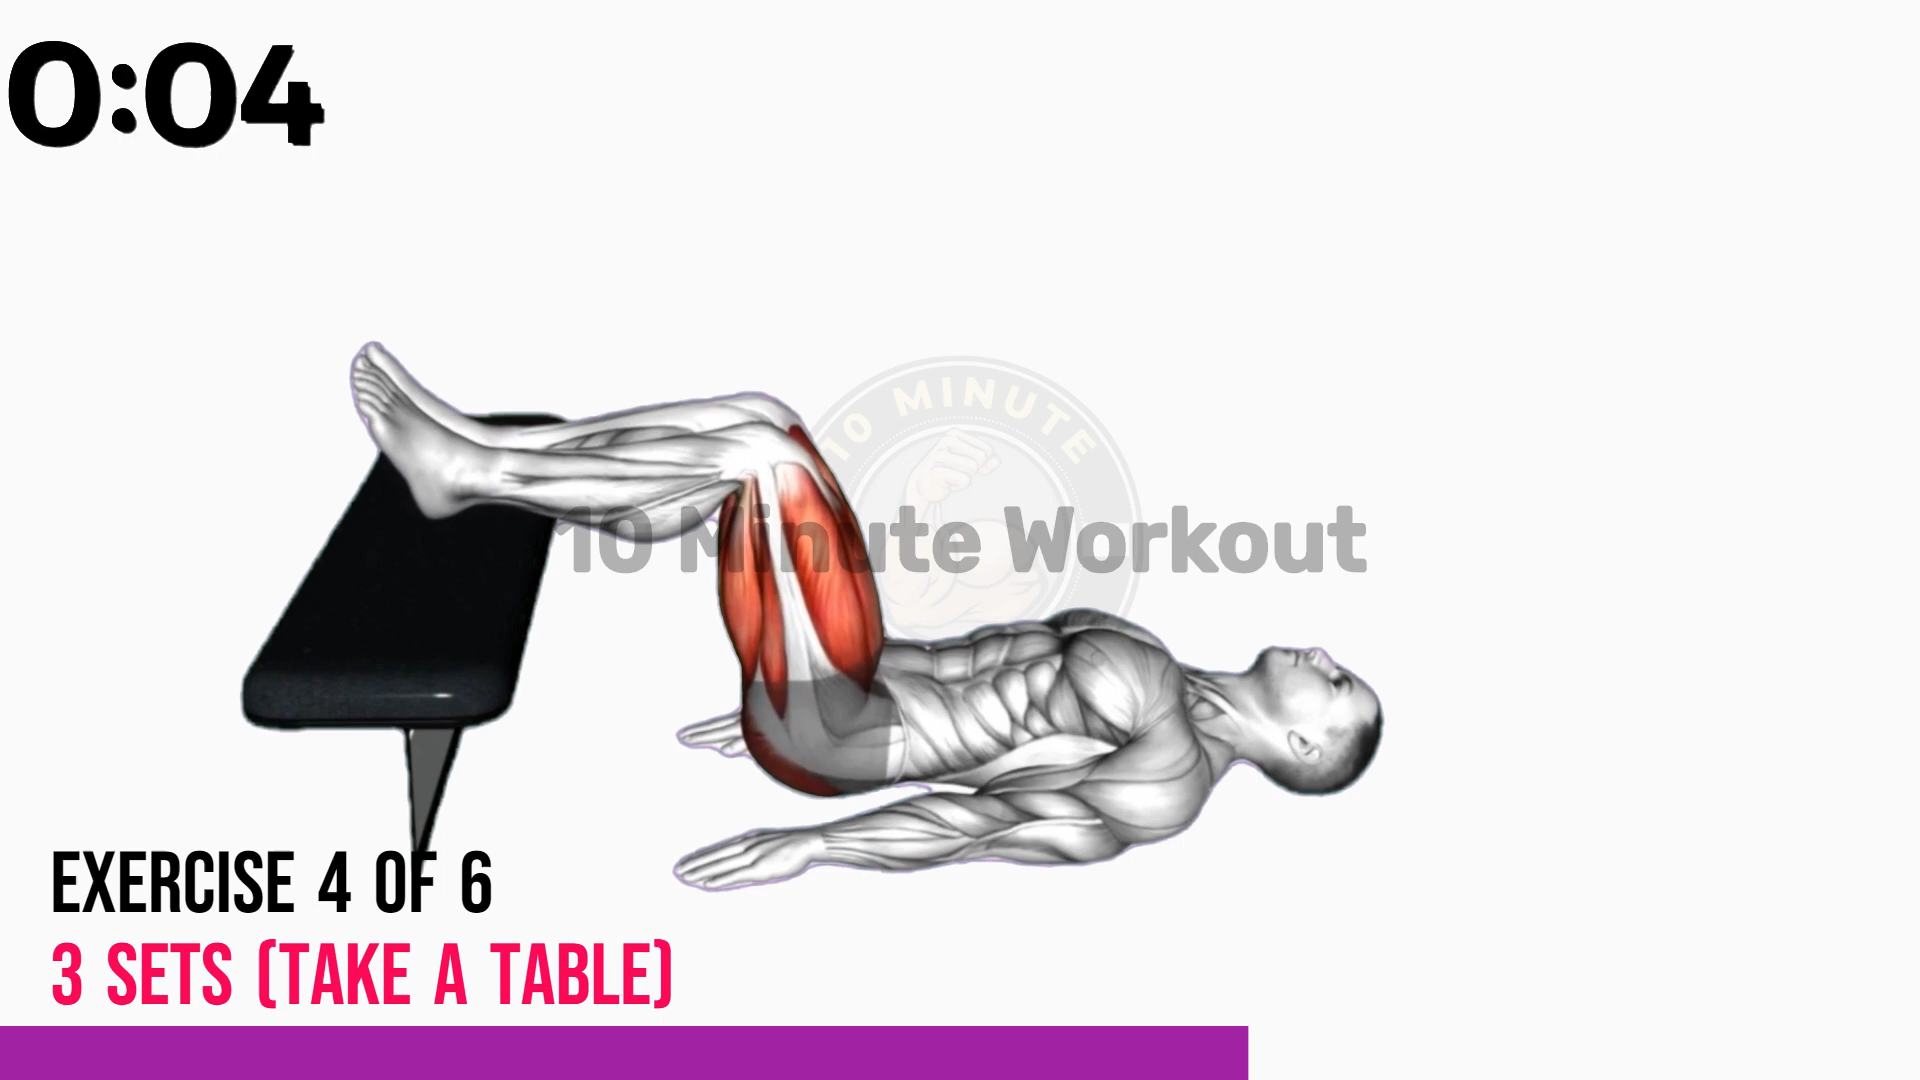 0:04
10 MINUTE
10 Minute Workout
EXERCISE 4 OF 6
3 SETS (TAKE A TABLE)